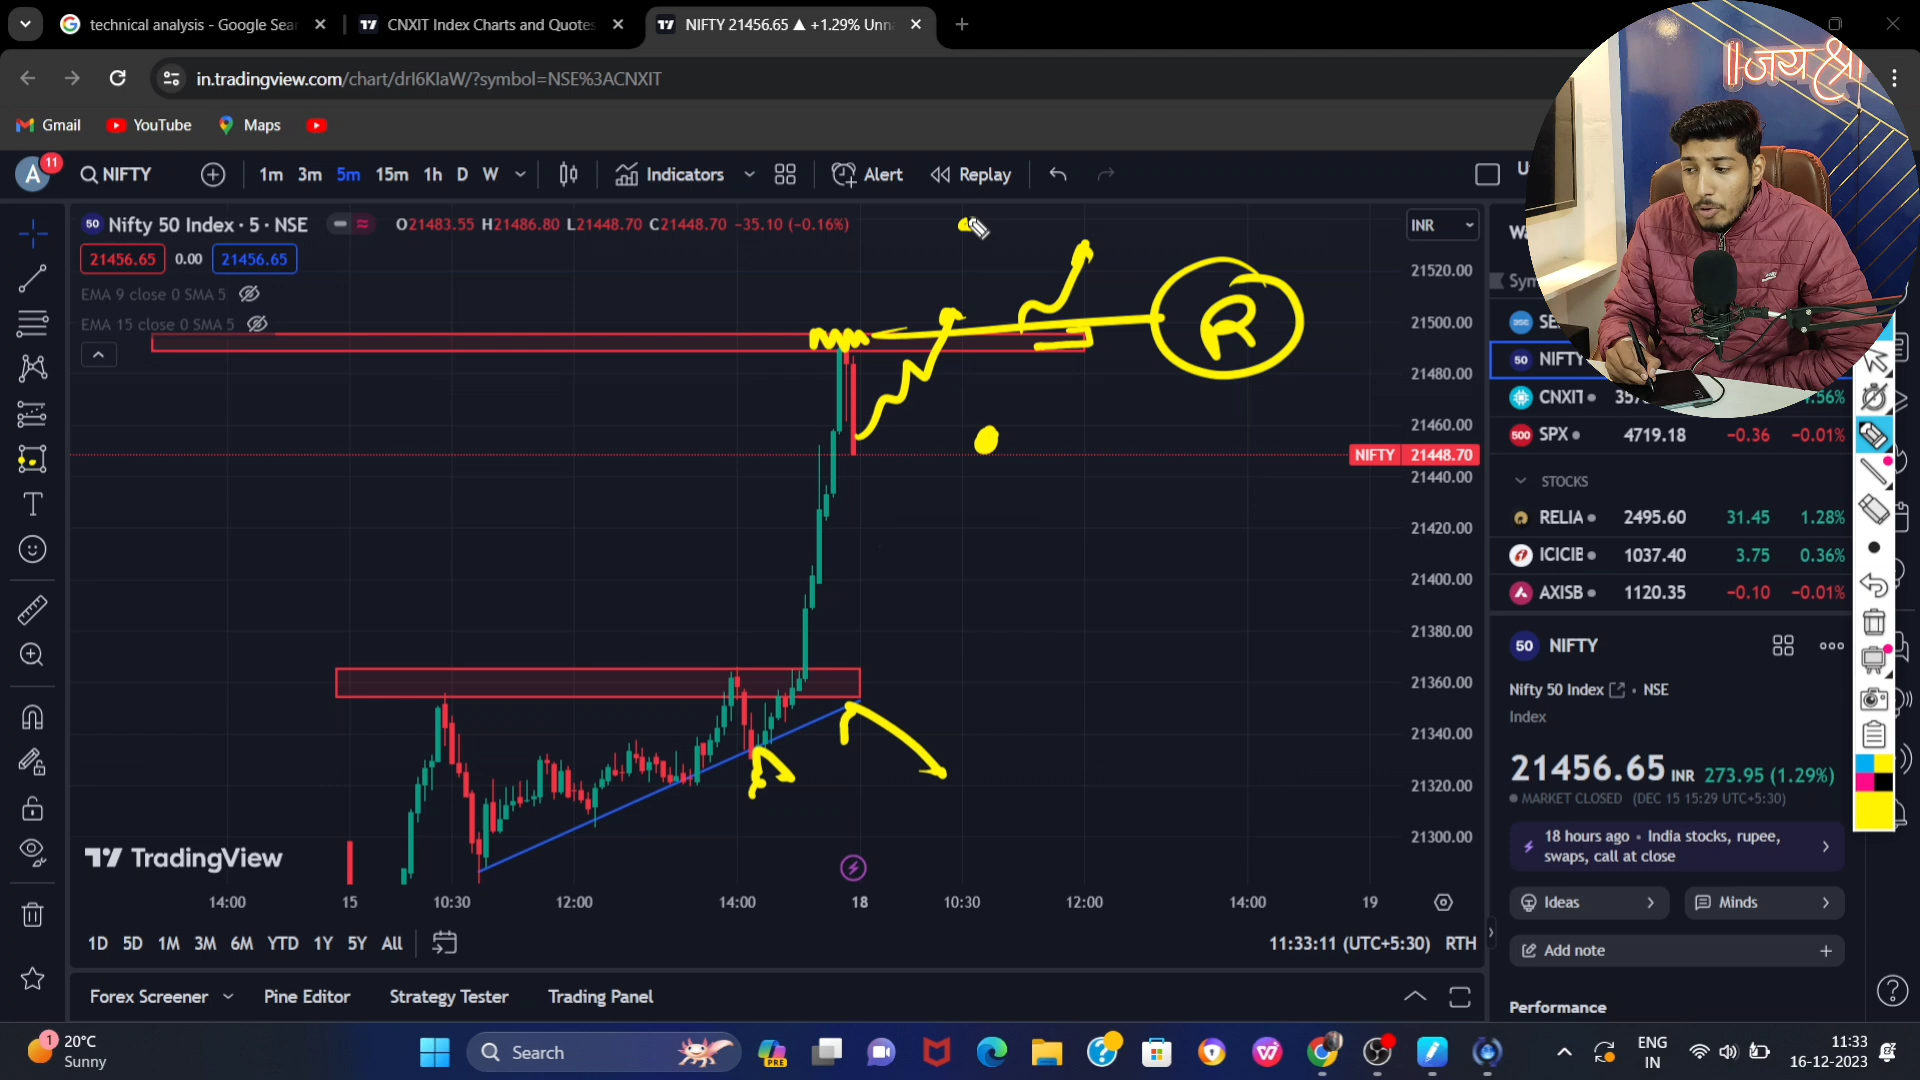 technical analysis - Google Sear
CNXIT Index Charts and Quotes
NIFTY 21456.65 ▲ +1.29% Unn
in.tradingview.com/chart/drI6KIaW/?symbol=NSE%3ACNXIT
Gmail YouTube Maps
A 11 NIFTY 1m 3m 5m 15m 1h D W Indicators Alert Replay
50 Nifty 50 Index · 5 · NSE O21483.55 H21486.80 L21448.70 C21448.70 −35.10 (−0.16%)
INR
21456.65 0.00 21456.65
EMA 9 close 0 SMA 5
EMA 15 close 0 SMA 5
R
21520.00
21500.00
21480.00
21460.00
NIFTY 21448.70
21440.00
21420.00
21400.00
21380.00
21360.00
21340.00
21320.00
21300.00
TradingView
14:00 15 10:30 12:00 14:00 18 10:30 12:00 14:00 19
1D 5D 1M 3M 6M YTD 1Y 5Y All
11:33:11 (UTC+5:30) RTH
Forex Screener Pine Editor Strategy Tester Trading Panel
जय श्री
50 NIFTY
CNXIT
500 SPX 4719.18 −0.36 −0.01%
STOCKS
RELIA 2495.60 31.45 1.28%
ICICIB 1037.40 3.75 0.36%
AXISB 1120.35 −0.10 −0.01%
50 NIFTY
Nifty 50 Index • NSE
Index
21456.65 INR 273.95 (1.29%)
MARKET CLOSED (DEC 15 15:29 UTC+5:30)
18 hours ago • India stocks, rupee,
swaps, call at close
Ideas Minds
Add note
Performance
1 20°C
Sunny
Search
PRE
ENG
IN
11:33
16-12-2023